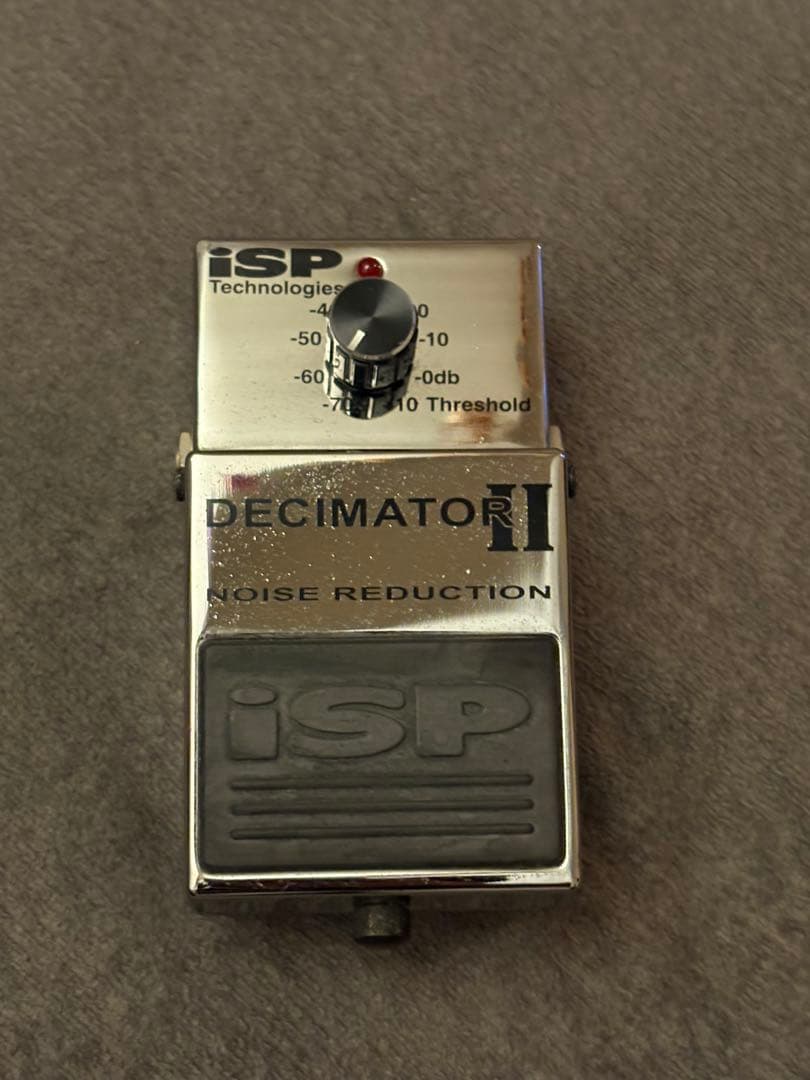 iSP
Technologies
-50 -10
-60 -0db
Threshold
DECIMATOR II
NOISE REDUCTION
iSP